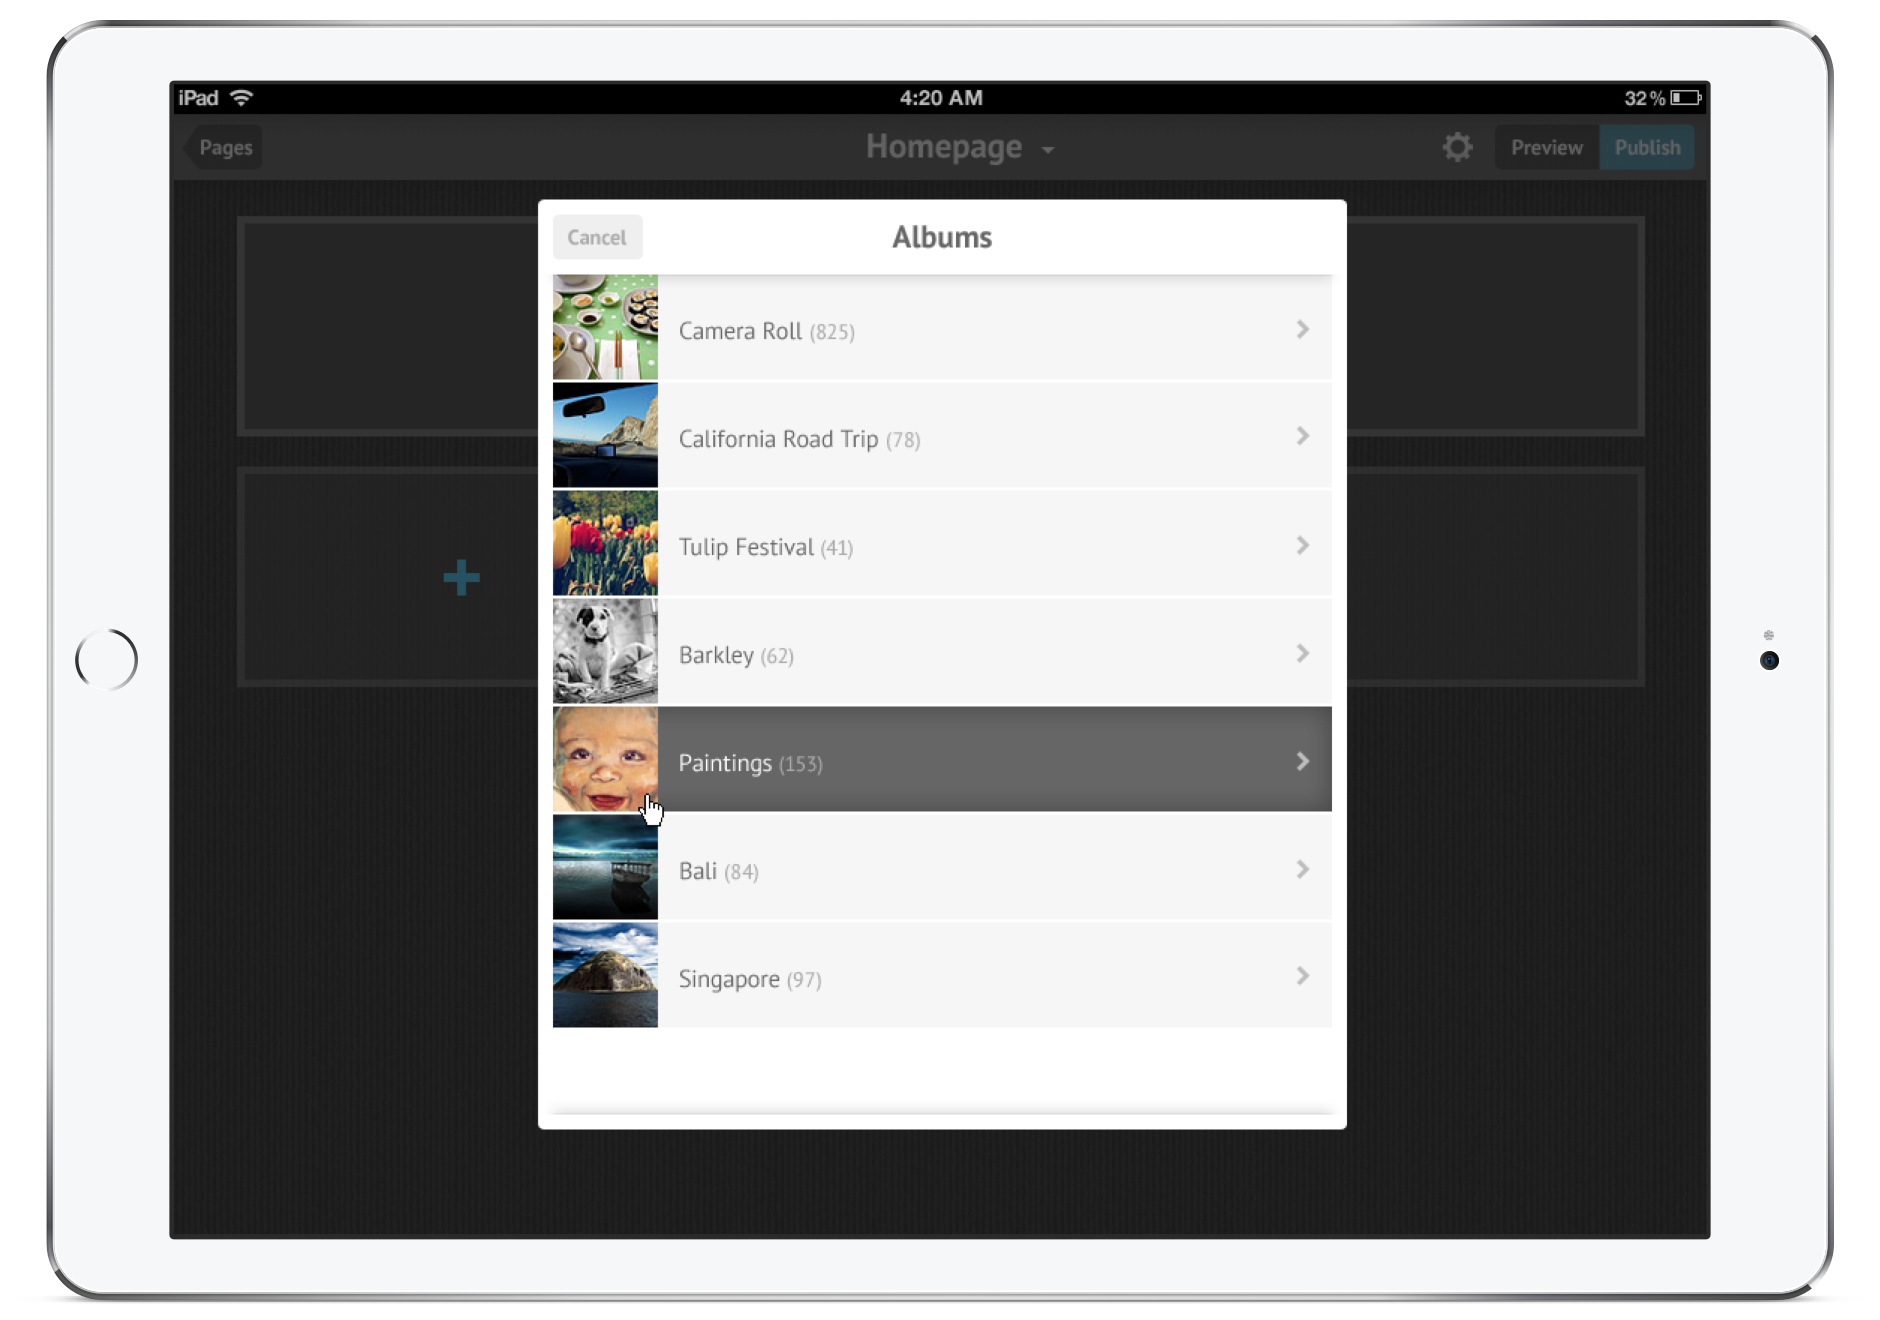 iPad 4:20 AM 32%
Pages Homepage Preview Publish
Cancel Albums
Camera Roll (825)
California Road Trip (78)
Tulip Festival (41)
Barkley (62)
Paintings (153)
Bali (84)
Singapore (97)